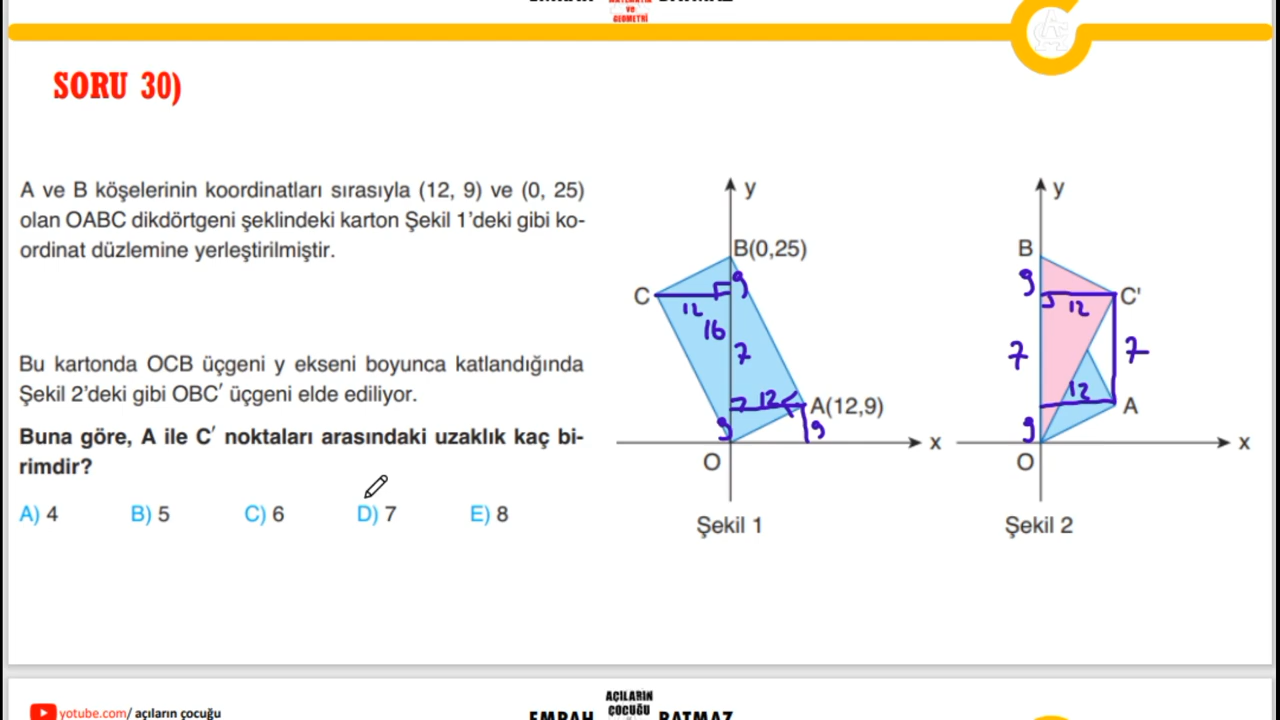 MATEMATİK
VE
GEOMETRİ
SORU 30)
A ve B köşelerinin koordinatları sırasıyla (12, 9) ve (0, 25)
olan OABC dikdörtgeni şeklindeki karton Şekil 1'deki gibi ko-
ordinat düzlemine yerleştirilmiştir.
Bu kartonda OCB üçgeni y ekseni boyunca katlandığında
Şekil 2'deki gibi OBC' üçgeni elde ediliyor.
Buna göre, A ile C' noktaları arasındaki uzaklık kaç bi-
rimdir?
A) 4 B) 5 C) 6 D) 7 E) 8
y
B(0,25)
9
C
12
16
7
12
A(12,9)
9
9
x
O
Şekil 1
y
B
9
C'
12
7
7
12
A
9
x
O
Şekil 2
yotube.com/ açıların çocuğu
AÇILARIN
ÇOCUĞU
EMRAH BATMAZ